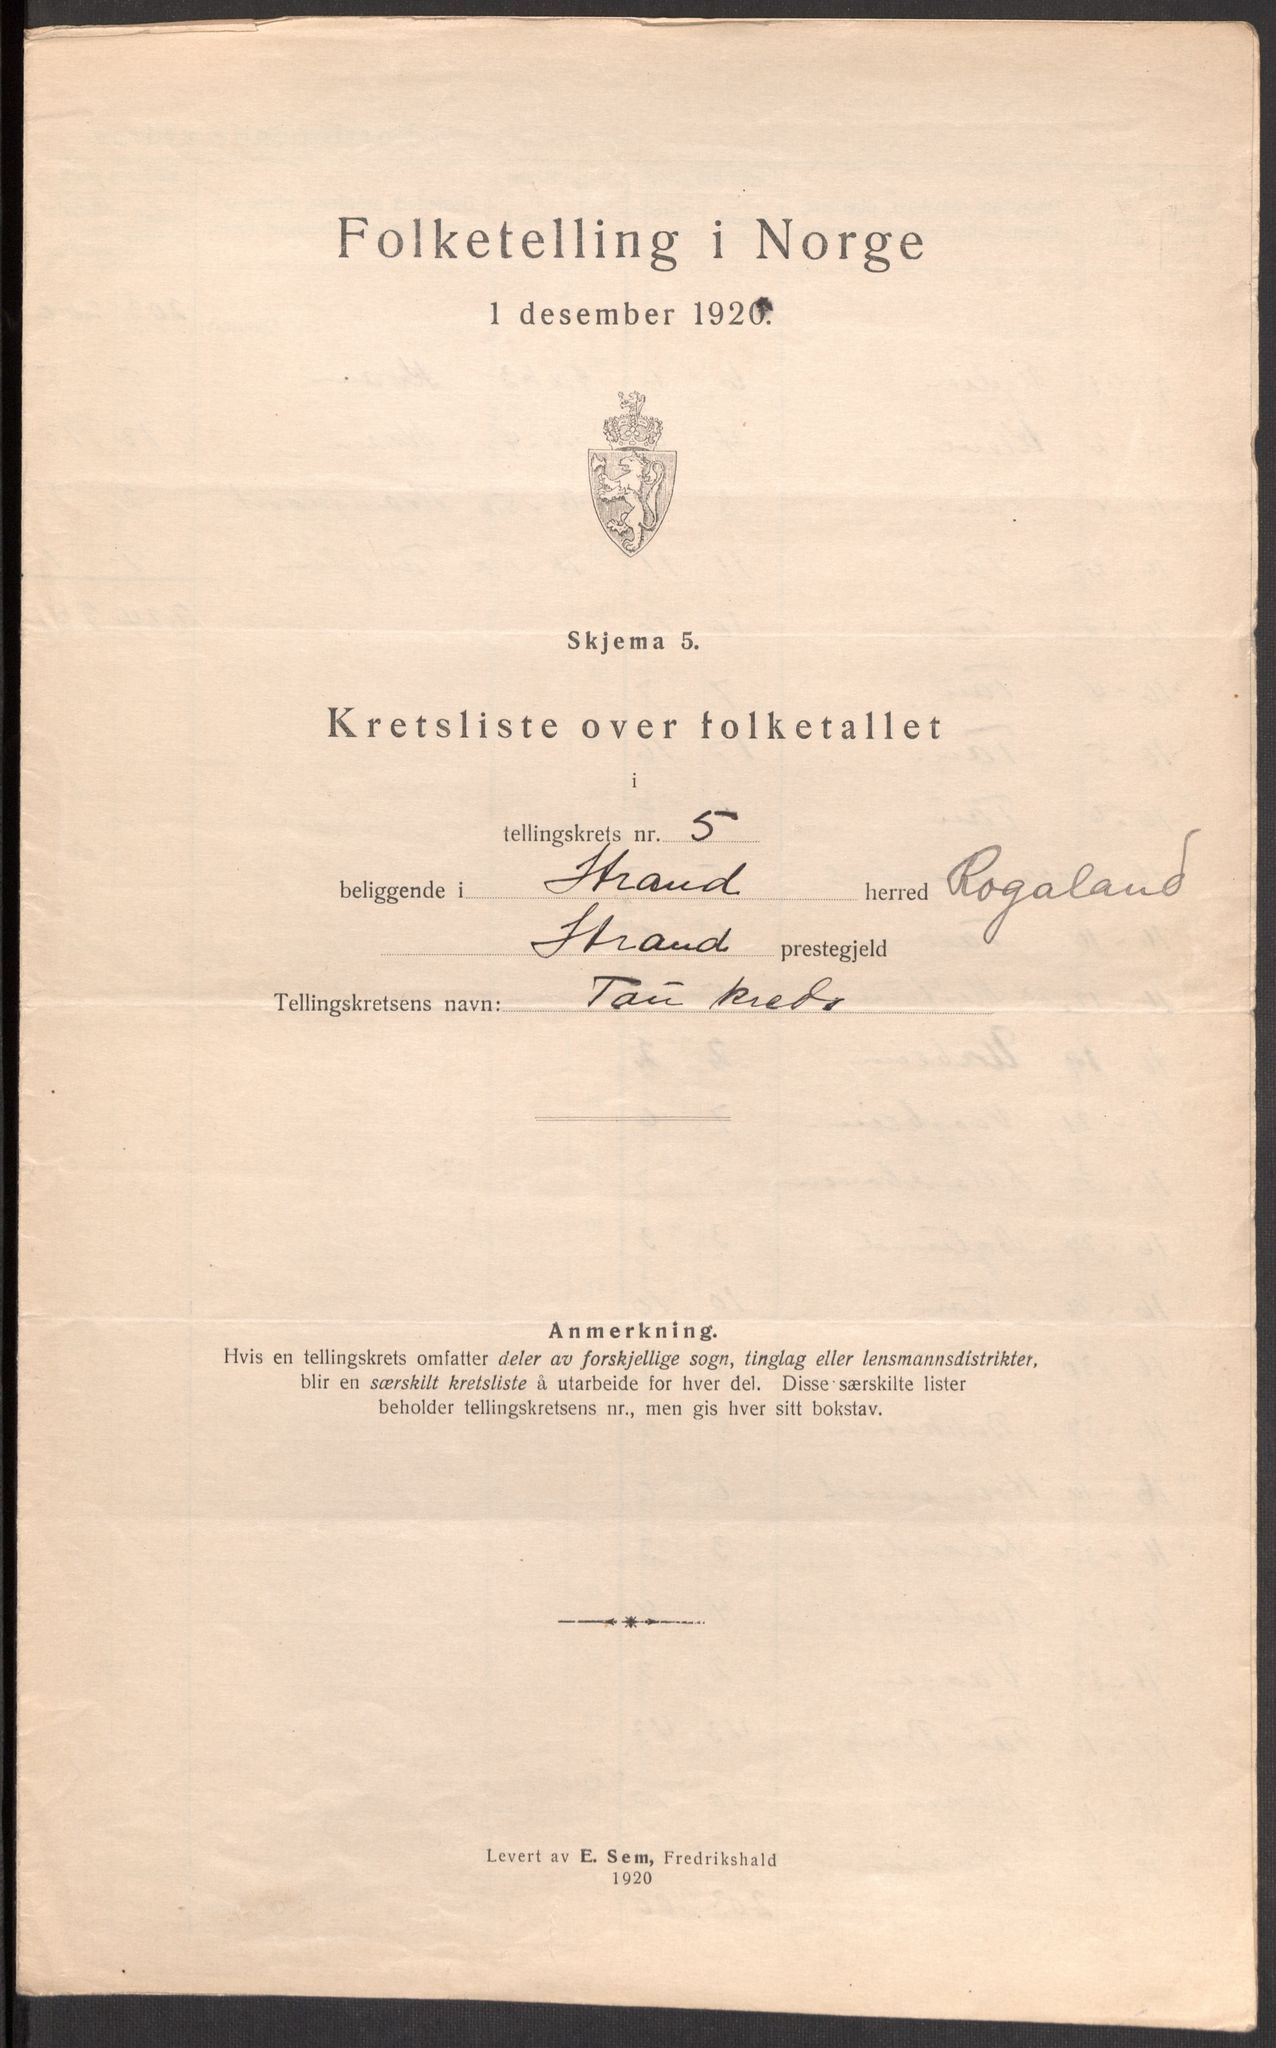 Folketelling i Norge
1 desember 1920.
Skjema 5.
Kretsliste over folketallet
i
tellingskrets nr. 5
beliggende i Strand herred Rogaland
Strand prestegjeld
Tellingskretsens navn: Tau kreds
Anmerkning.
Hvis en tellingskrets omfatter deler av forskjellige sogn, tinglag eller lensmannsdistrikter,
blir en særskilt kretsliste å utarbeide for hver del. Disse særskilte lister
beholder tellingskretsens nr., men gis hver sitt bokstav.
Levert av E. Sem, Fredrikshald
1920